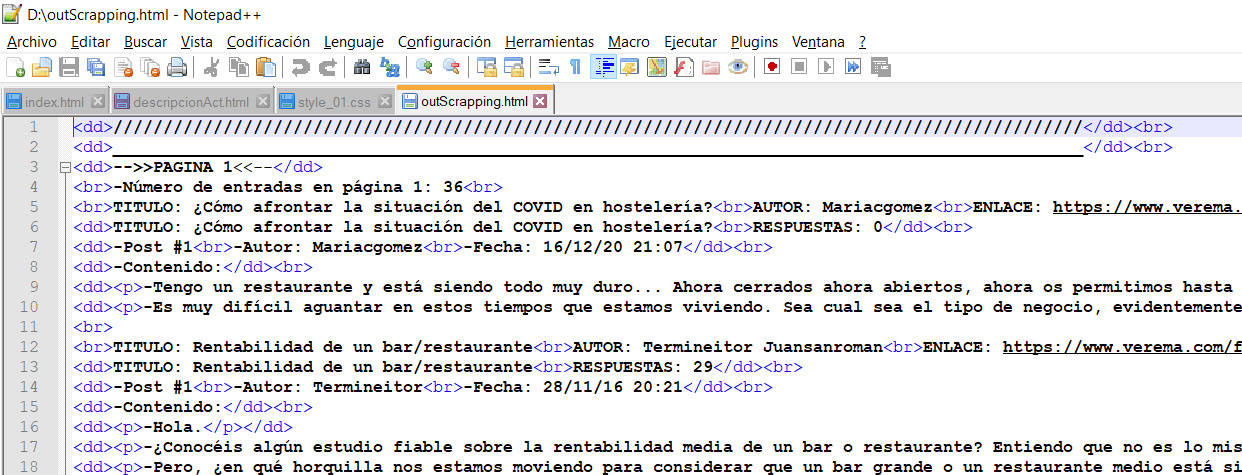 D:\outScrapping.html - Notepad++
Archivo Editar Buscar Vista Codificación Lenguaje Configuración Herramientas Macro Ejecutar Plugins Ventana ?
index.html descripcionAct.html style_01.css outScrapping.html
1 <dd>/////////////////////////////////////////////////////////////////////////////////////////////////</dd><br>
2 <dd>_________________________________________________________________________________________________</dd><br>
3 <dd>-->>PAGINA 1<<--</dd>
4 <br>-Número de entradas en página 1: 36<br>
5 <br>TITULO: ¿Cómo afrontar la situación del COVID en hostelería?<br>AUTOR: Mariacgomez<br>ENLACE: https://www.verema.
6 <dd>TITULO: ¿Cómo afrontar la situación del COVID en hostelería?<br>RESPUESTAS: 0</dd><br>
7 <dd>-Post #1<br>-Autor: Mariacgomez<br>-Fecha: 16/12/20 21:07</dd><br>
8 <dd>-Contenido:</dd><br>
9 <dd><p>-Tengo un restaurante y está siendo todo muy duro... Ahora cerrados ahora abiertos, ahora os permitimos hasta
10 <dd><p>-Es muy difícil aguantar en estos tiempos que estamos viviendo. Sea cual sea el tipo de negocio, evidentemente
11 <br>
12 <br>TITULO: Rentabilidad de un bar/restaurante<br>AUTOR: Termineitor Juansanroman<br>ENLACE: https://www.verema.com/f
13 <dd>TITULO: Rentabilidad de un bar/restaurante<br>RESPUESTAS: 29</dd><br>
14 <dd>-Post #1<br>-Autor: Termineitor<br>-Fecha: 28/11/16 20:21</dd><br>
15 <dd>-Contenido:</dd><br>
16 <dd><p>-Hola.</p></dd>
17 <dd><p>-¿Conocéis algún estudio fiable sobre la rentabilidad media de un bar o restaurante? Entiendo que no es lo mis
18 <dd><p>-Pero, ¿en qué horquilla nos estamos moviendo para considerar que un bar grande o un restaurante medio está si